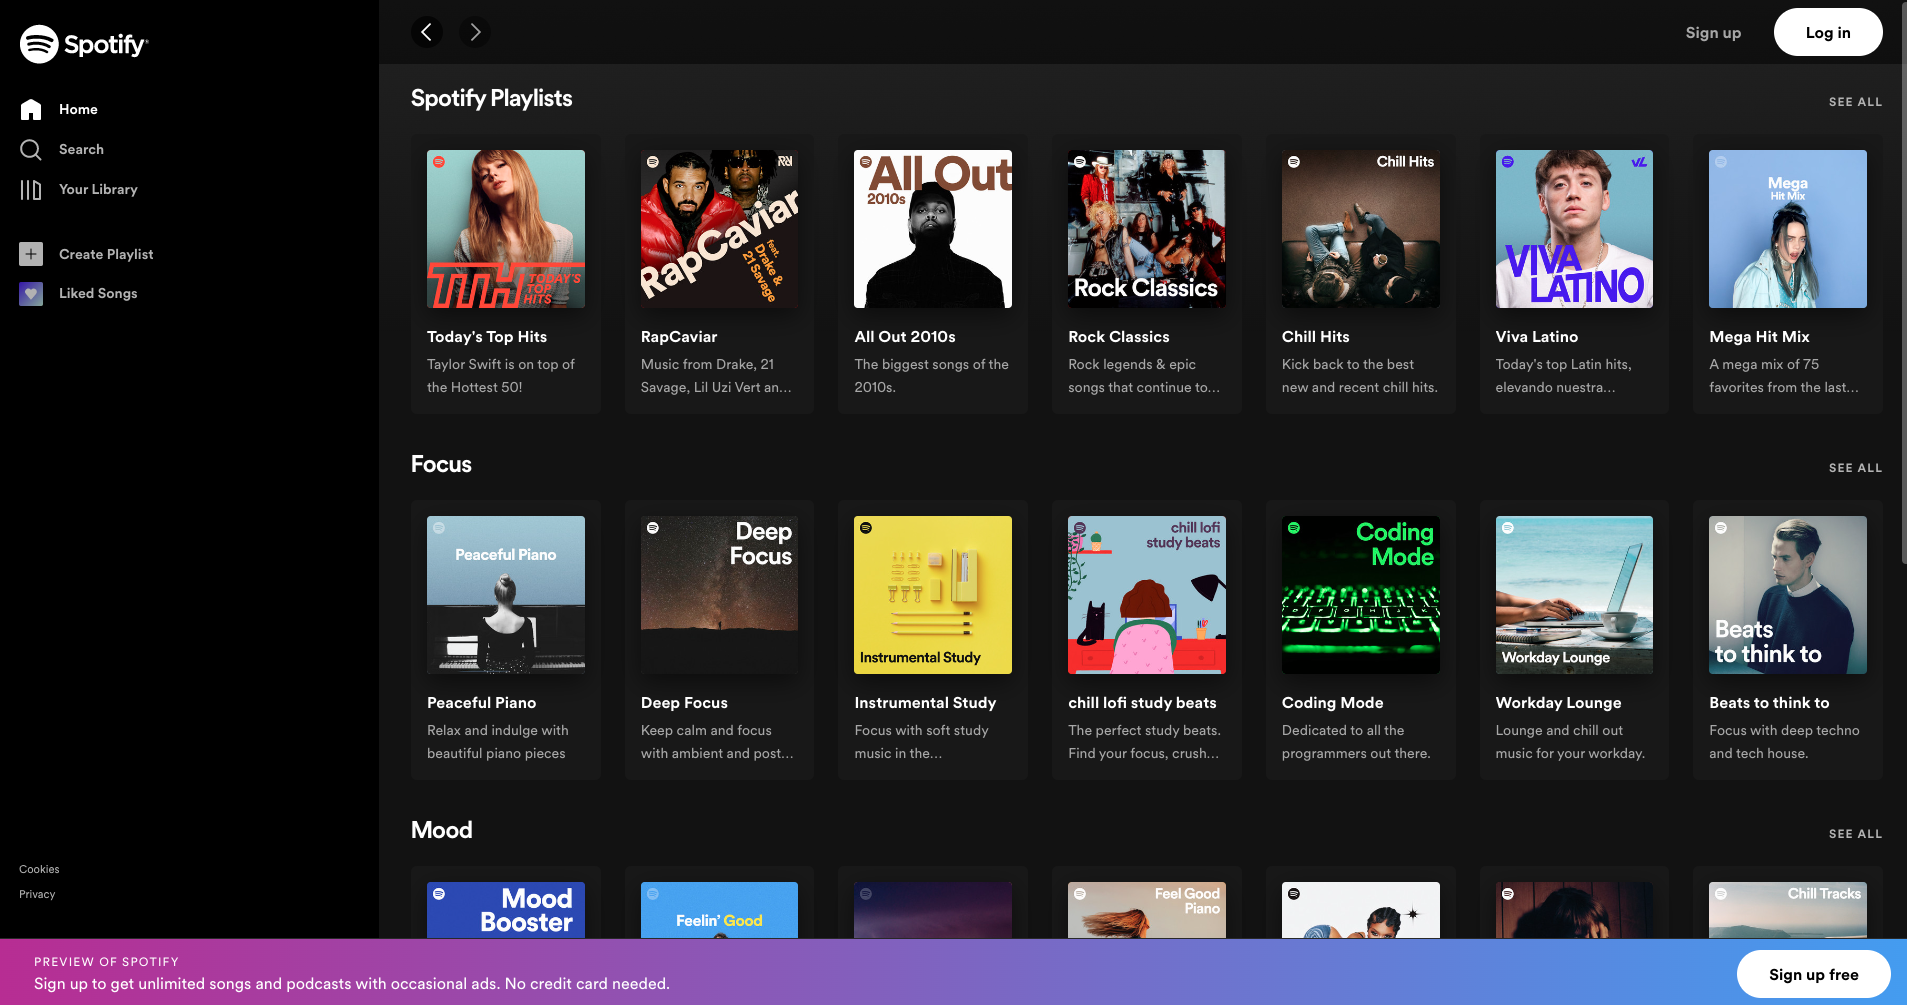 Spotify
Home
Search
Your Library
Create Playlist
Liked Songs
Cookies
Privacy
Sign up
Log in
Spotify Playlists
SEE ALL
TTH TODAY'S
TOP
HITS
Today's Top Hits
Taylor Swift is on top of
the Hottest 50!
RapCaviar
feat.
Drake &
21 Savage
RapCaviar
Music from Drake, 21
Savage, Lil Uzi Vert an...
All Out
2010s
All Out 2010s
The biggest songs of the
2010s.
Rock Classics
Rock Classics
Rock legends & epic
songs that continue to...
Chill Hits
Chill Hits
Kick back to the best
new and recent chill hits.
VL
VIVA
LATINO
Viva Latino
Today's top Latin hits,
elevando nuestra...
Mega
Hit Mix
Mega Hit Mix
A mega mix of 75
favorites from the last...
Focus
SEE ALL
Peaceful Piano
Peaceful Piano
Relax and indulge with
beautiful piano pieces
Deep
Focus
Deep Focus
Keep calm and focus
with ambient and post...
Instrumental Study
Instrumental Study
Focus with soft study
music in the...
chill lofi
study beats
chill lofi study beats
The perfect study beats.
Find your focus, crush...
Coding
Mode
Coding Mode
Dedicated to all the
programmers out there.
Workday Lounge
Workday Lounge
Lounge and chill out
music for your workday.
Beats
to think to
Beats to think to
Focus with deep techno
and tech house.
Mood
SEE ALL
Mood
Booster
Feelin' Good
Feel Good
Piano
Chill Tracks
PREVIEW OF SPOTIFY
Sign up to get unlimited songs and podcasts with occasional ads. No credit card needed.
Sign up free